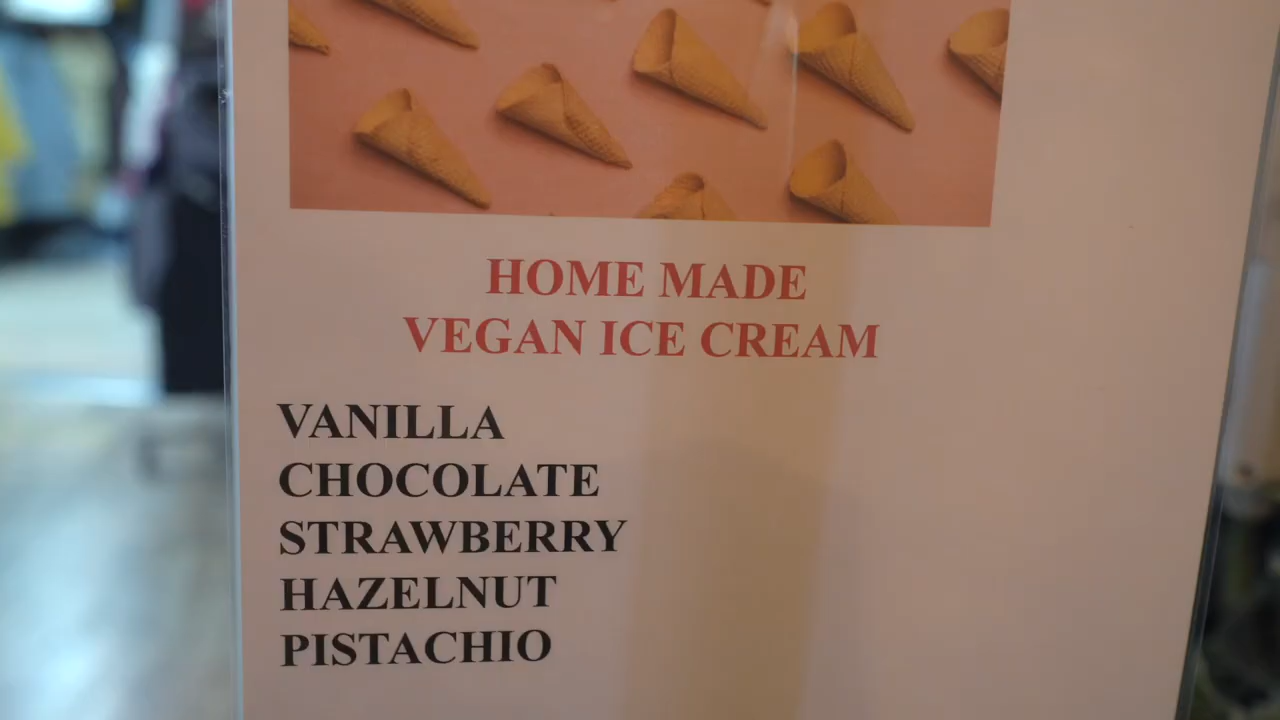 HOME MADE
VEGAN ICE CREAM
VANILLA
CHOCOLATE
STRAWBERRY
HAZELNUT
PISTACHIO